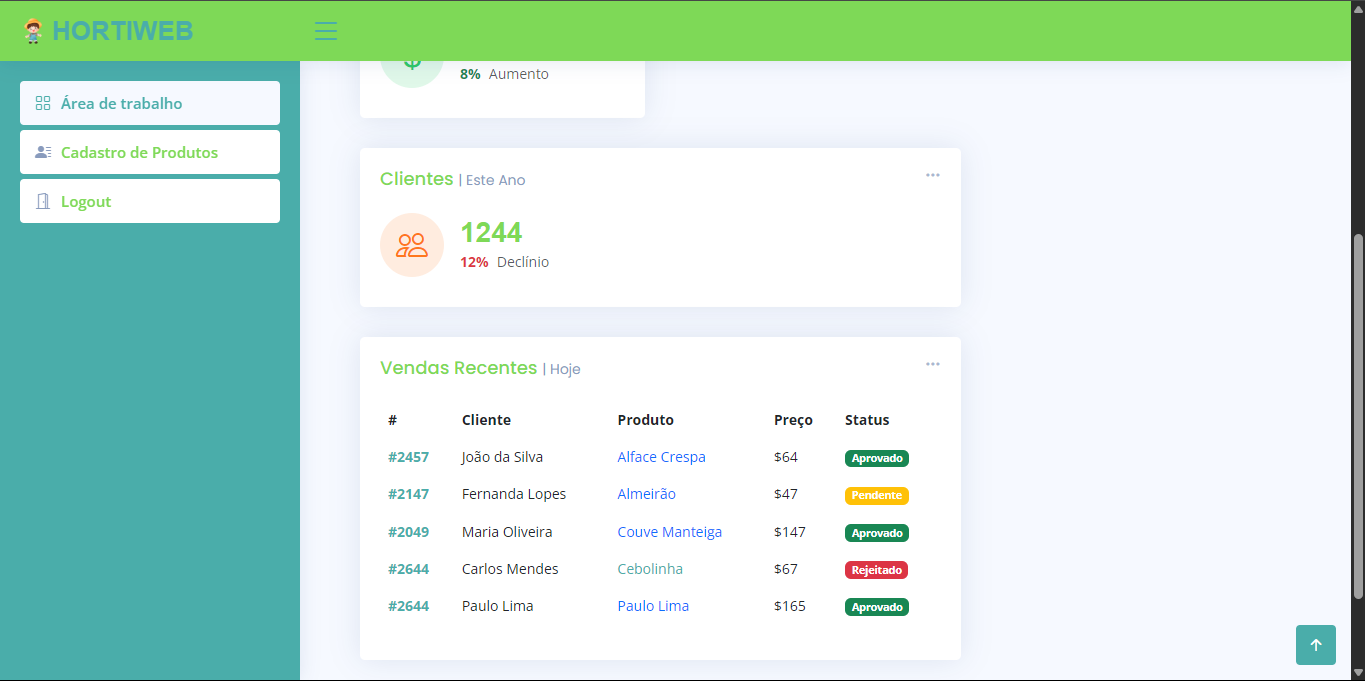 HORTIWEB
Área de trabalho
Cadastro de Produtos
Logout
8% Aumento
Clientes | Este Ano
1244
12% Declínio
Vendas Recentes | Hoje
# Cliente Produto Preço Status
#2457 João da Silva Alface Crespa $64 Aprovado
#2147 Fernanda Lopes Almeirão $47 Pendente
#2049 Maria Oliveira Couve Manteiga $147 Aprovado
#2644 Carlos Mendes Cebolinha $67 Rejeitado
#2644 Paulo Lima Paulo Lima $165 Aprovado